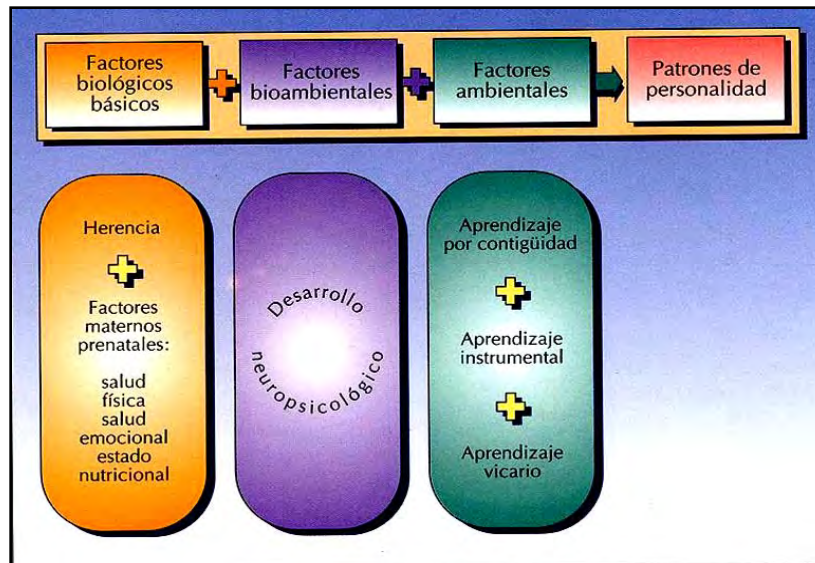 Factores
biológicos
básicos
Factores
bioambientales
Factores
ambientales
Patrones de
personalidad
Herencia
Factores
maternos
prenatales:
salud
física
salud
emocional
estado
nutricional
Desarrollo
neuropsicológico
Aprendizaje
por contigüidad
Aprendizaje
instrumental
Aprendizaje
vicario